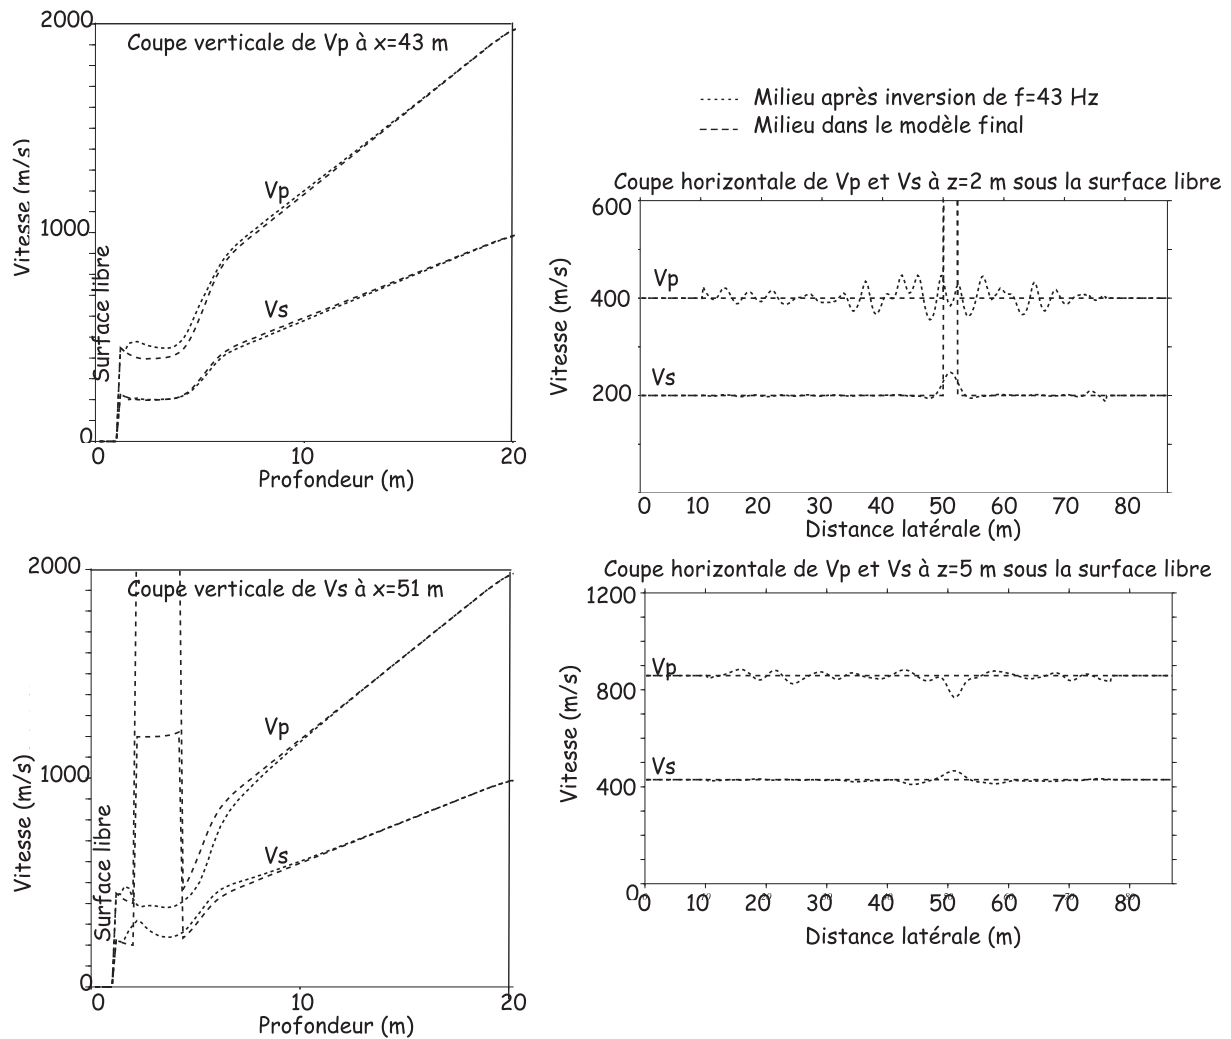 2000
Coupe verticale de Vp à x=43 m
Vitesse (m/s)
1000
Surface libre
Vp
Vs
0
0 10 20
Profondeur (m)
Milieu après inversion de f=43 Hz
Milieu dans le modèle final
Coupe horizontale de Vp et Vs à z=2 m sous la surface libre
600
Vp
400
Vitesse (m/s)
Vs
200
0 10 20 30 40 50 60 70 80
Distance latérale (m)
2000
Coupe verticale de Vs à x=51 m
Vp
1000
Vitesse (m/s)
Surface libre
Vs
0
0 10 20
Profondeur (m)
Coupe horizontale de Vp et Vs à z=5 m sous la surface libre
1200
Vp
800
Vitesse (m/s)
Vs
400
0
0 10 20 30 40 50 60 70 80
Distance latérale (m)